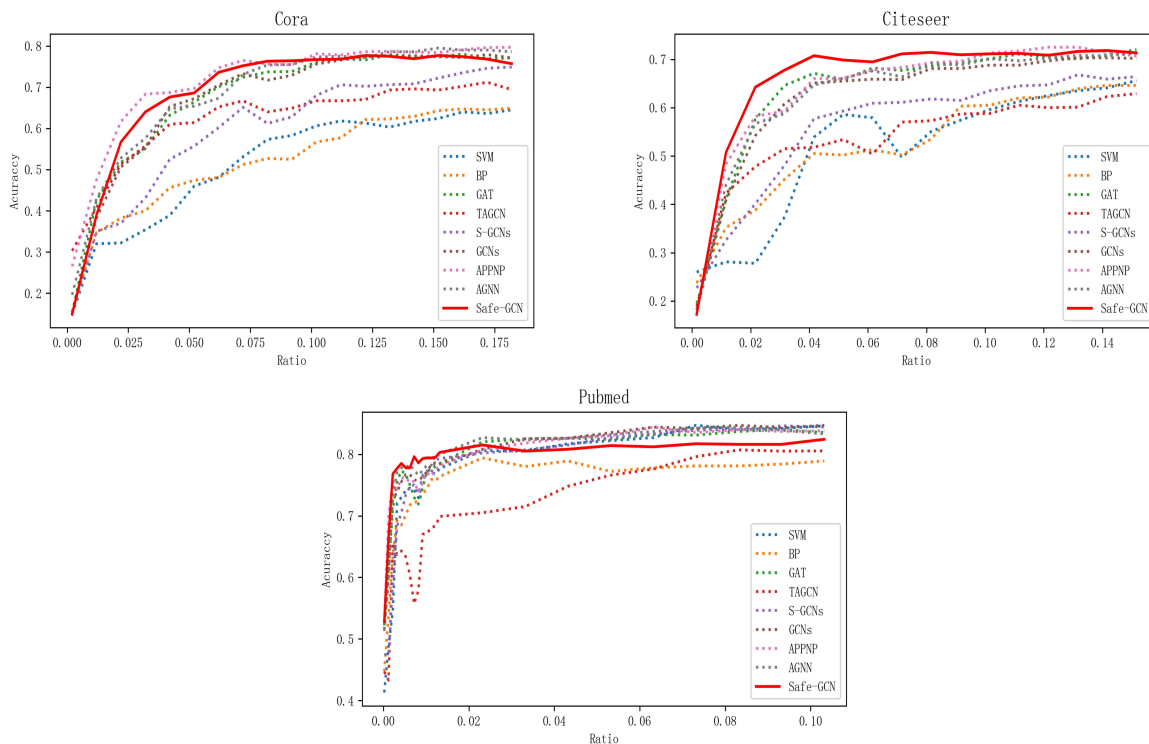 Cora
Acuraccy
0.8
0.7
0.6
0.5
0.4
0.3
0.2
SVM
BP
GAT
TAGCN
S-GCNs
GCNs
APPNP
AGNN
Safe-GCN
0.000 0.025 0.050 0.075 0.100 0.125 0.150 0.175
Ratio
Citeseer
Acuraccy
0.7
0.6
0.5
0.4
0.3
0.2
SVM
BP
GAT
TAGCN
S-GCNs
GCNs
APPNP
AGNN
Safe-GCN
0.00 0.02 0.04 0.06 0.08 0.10 0.12 0.14
Ratio
Pubmed
Acuraccy
0.8
0.7
0.6
0.5
0.4
SVM
BP
GAT
TAGCN
S-GCNs
GCNs
APPNP
AGNN
Safe-GCN
0.00 0.02 0.04 0.06 0.08 0.10
Ratio